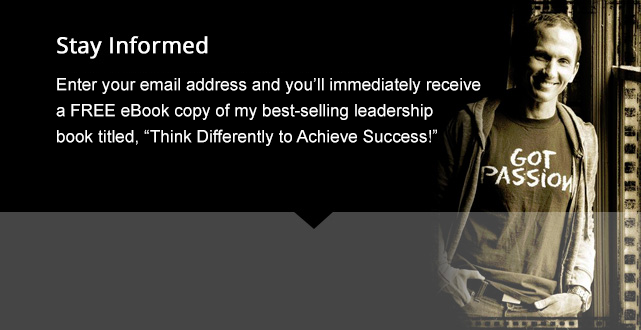 Stay Informed
Enter your email address and you’ll immediately receive
a FREE eBook copy of my best-selling leadership
book titled, “Think Differently to Achieve Success!”
GOT
PASSION